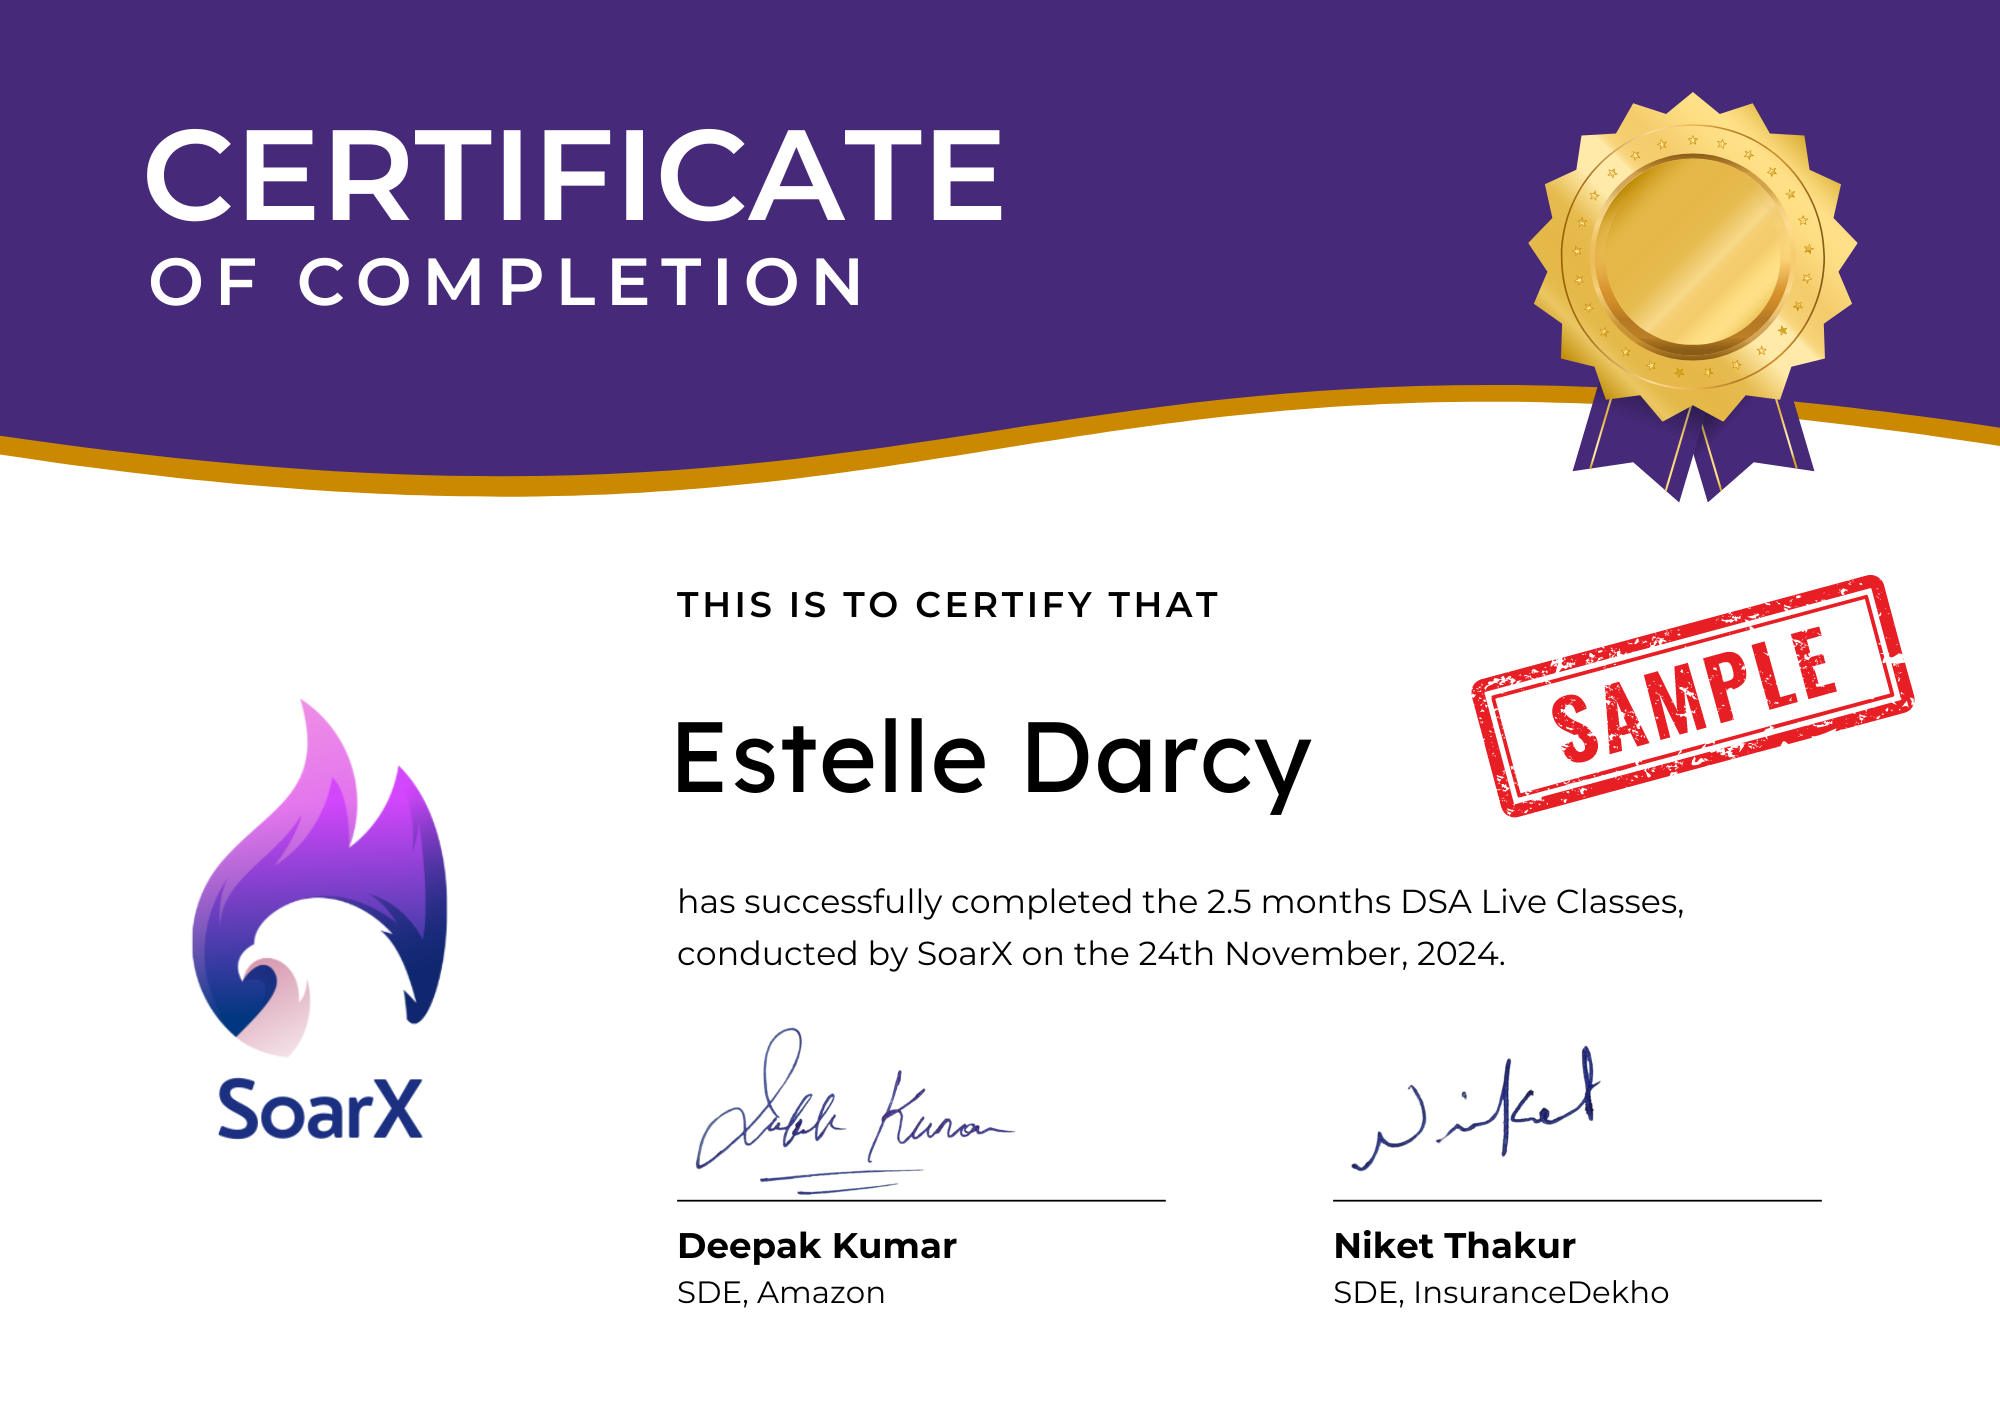 CERTIFICATE
OF COMPLETION
THIS IS TO CERTIFY THAT
SAMPLE
Estelle Darcy
has successfully completed the 2.5 months DSA Live Classes,
conducted by SoarX on the 24th November, 2024.
SoarX
Deepak Kumar
Niket
Deepak Kumar
SDE, Amazon
Niket Thakur
SDE, InsuranceDekho